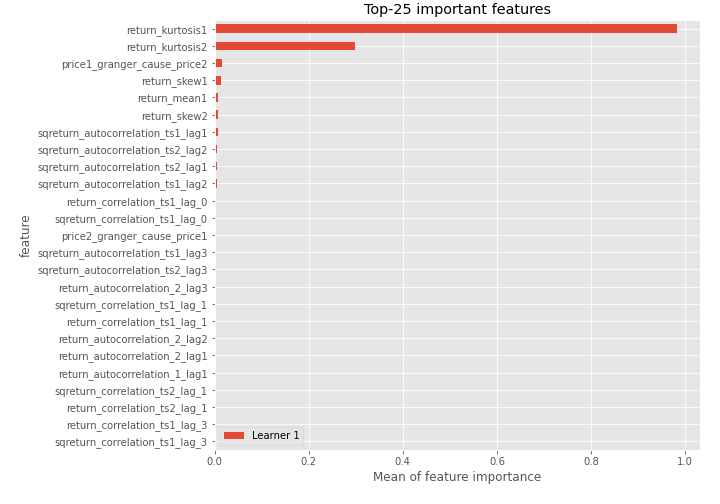 Top-25 important features
return_kurtosis1
return_kurtosis2
price1_granger_cause_price2
return_skew1
return_mean1
return_skew2
sqreturn_autocorrelation_ts1_lag1
sqreturn_autocorrelation_ts2_lag2
sqreturn_autocorrelation_ts2_lag1
sqreturn_autocorrelation_ts1_lag2
return_correlation_ts1_lag_0
sqreturn_correlation_ts1_lag_0
price2_granger_cause_price1
sqreturn_autocorrelation_ts1_lag3
sqreturn_autocorrelation_ts2_lag3
return_autocorrelation_2_lag3
sqreturn_correlation_ts1_lag_1
return_correlation_ts1_lag_1
return_autocorrelation_2_lag2
return_autocorrelation_2_lag1
return_autocorrelation_1_lag1
sqreturn_correlation_ts2_lag_1
return_correlation_ts2_lag_1
return_correlation_ts1_lag_3
sqreturn_correlation_ts1_lag_3
feature
Learner 1
0.0 0.2 0.4 0.6 0.8 1.0
Mean of feature importance